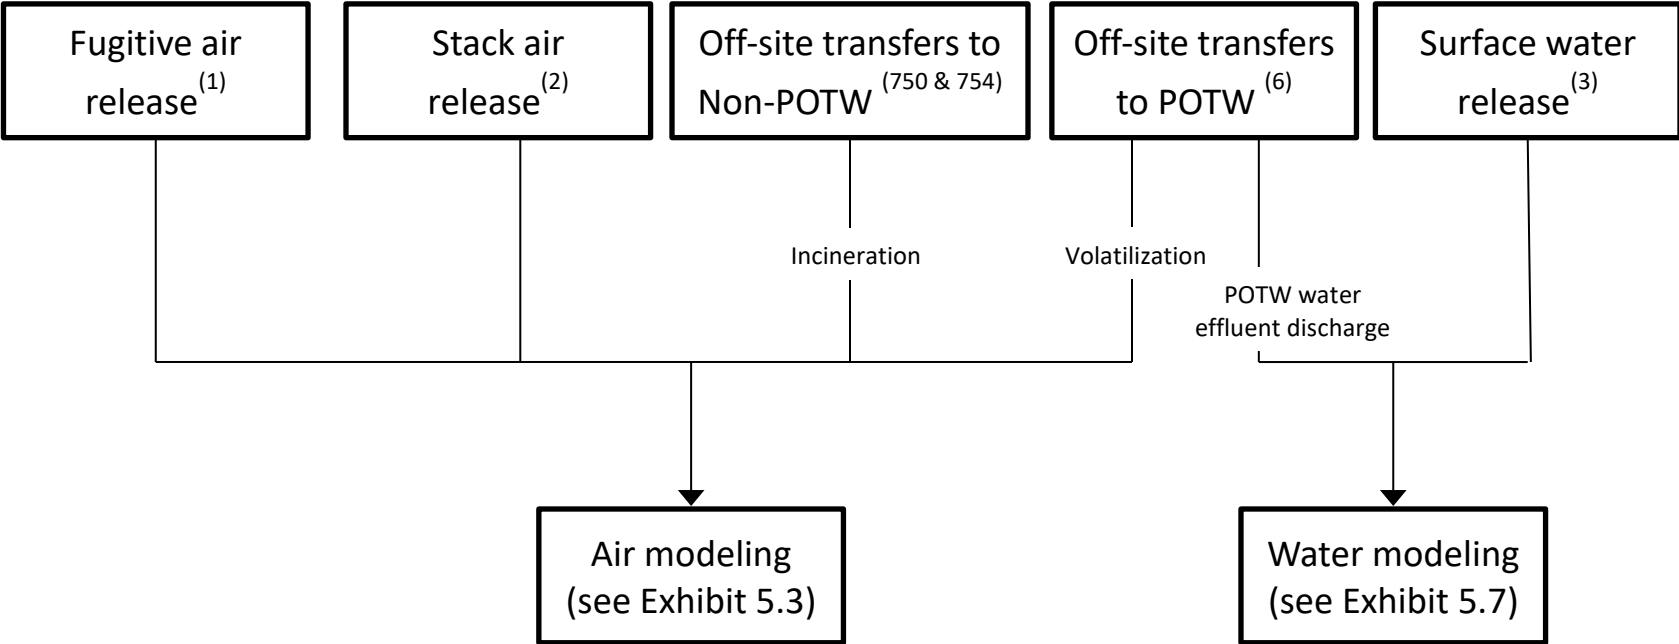 Fugitive air
release(1)
Stack air
release(2)
Off-site transfers to
Non-POTW (750 & 754)
Off-site transfers
to POTW (6)
Surface water
release(3)
Incineration
Volatilization
POTW water
effluent discharge
Air modeling
(see Exhibit 5.3)
Water modeling
(see Exhibit 5.7)